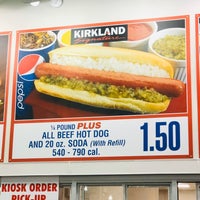 KIRKLAND
Signature
pepsi
¼ POUND PLUS
ALL BEEF HOT DOG
AND 20 oz. SODA (With Refill)
540 - 790 cal.
1.50
KIOSK ORDER
PICK-UP